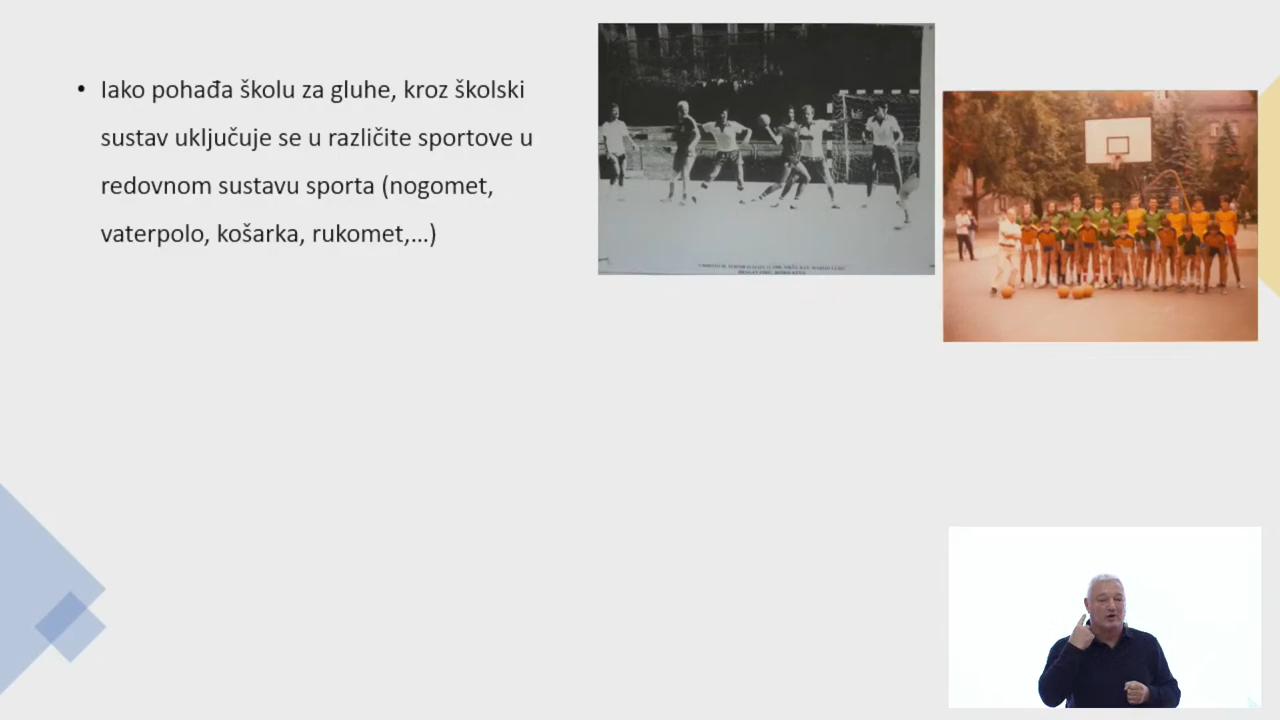 • Iako pohađa školu za gluhe, kroz školski
sustav uključuje se u različite sportove u
redovnom sustavu sporta (nogomet,
vaterpolo, košarka, rukomet,...)